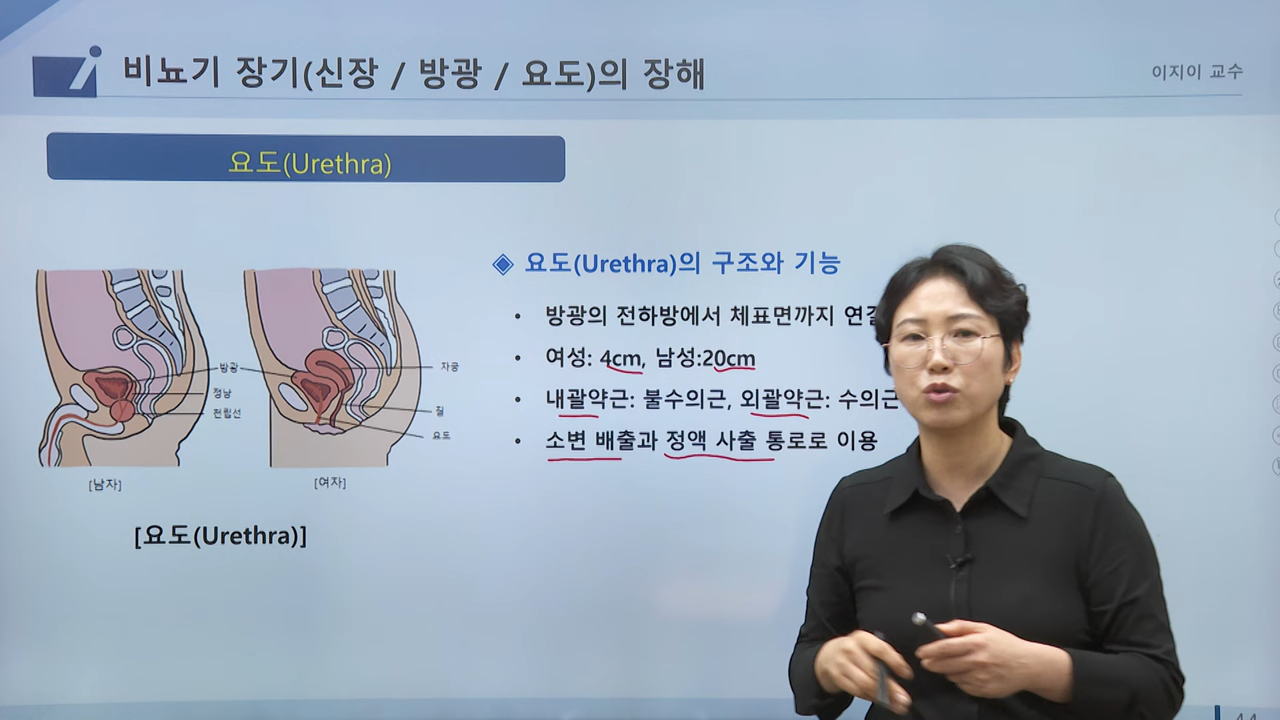 비뇨기 장기(신장 / 방광 / 요도)의 장해
이지이 교수
요도(Urethra)
◈ 요도(Urethra)의 구조와 기능
• 방광의 전하방에서 체표면까지
• 여성: 4cm, 남성:20cm
• 내괄약근: 불수의근, 외괄약근: 수의근
• 소변 배출과 정액 사출 통로로 이용
방광
자궁
정낭
전립선
질
요도
[남자]
[여자]
[요도(Urethra)]